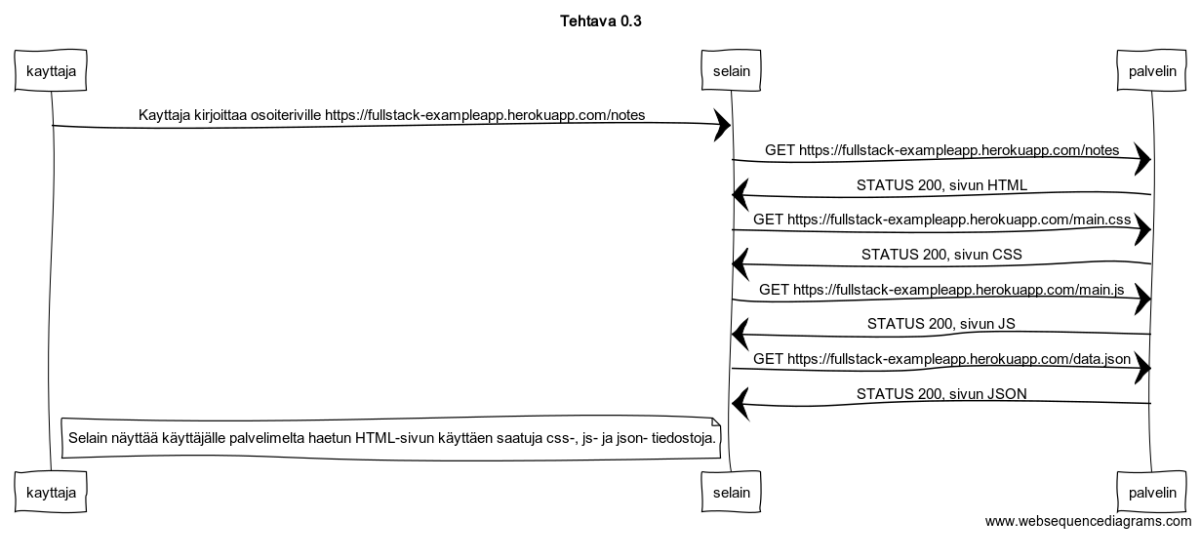 Tehtava 0.3
kayttaja
selain
palvelin
Kayttaja kirjoittaa osoiteriville https://fullstack-exampleapp.herokuapp.com/notes
GET https://fullstack-exampleapp.herokuapp.com/notes
STATUS 200, sivun HTML
GET https://fullstack-exampleapp.herokuapp.com/main.css
STATUS 200, sivun CSS
GET https://fullstack-exampleapp.herokuapp.com/main.js
STATUS 200, sivun JS
GET https://fullstack-exampleapp.herokuapp.com/data.json
STATUS 200, sivun JSON
Selain näyttää käyttäjälle palvelimelta haetun HTML-sivun käyttäen saatuja css-, js- ja json- tiedostoja.
kayttaja
selain
palvelin
www.websequencediagrams.com